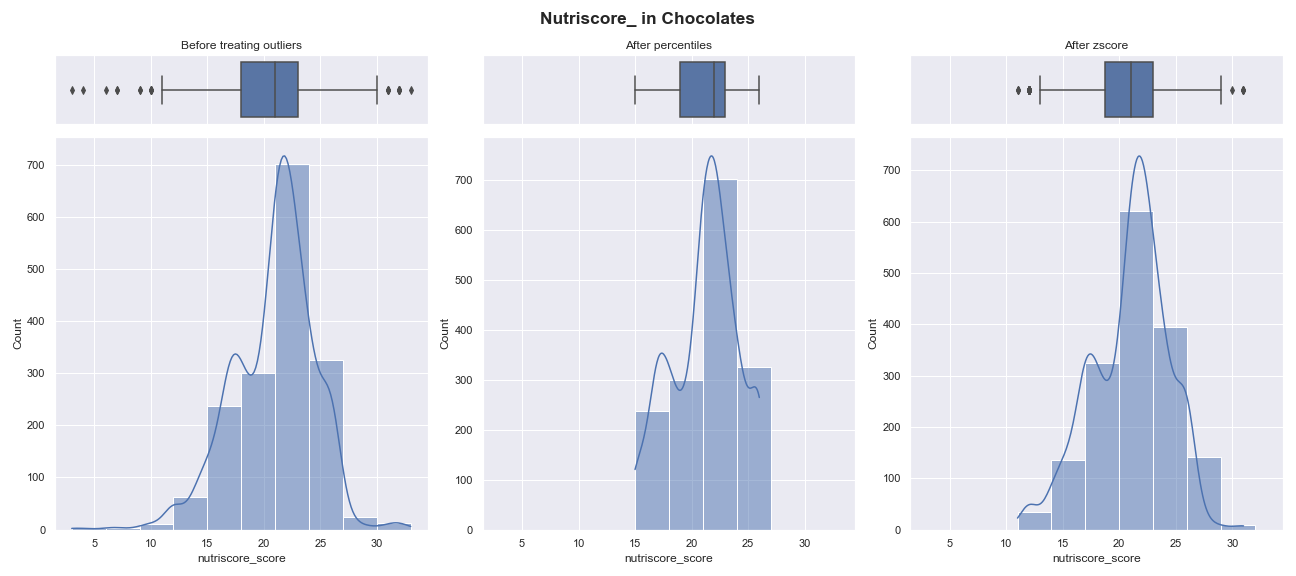 Nutriscore_ in Chocolates
Before treating outliers
After percentiles
After zscore
700
600
500
400
300
200
100
0
Count
5 10 15 20 25 30
nutriscore_score
700
600
500
400
300
200
100
0
Count
5 10 15 20 25 30
nutriscore_score
700
600
500
400
300
200
100
0
Count
5 10 15 20 25 30
nutriscore_score